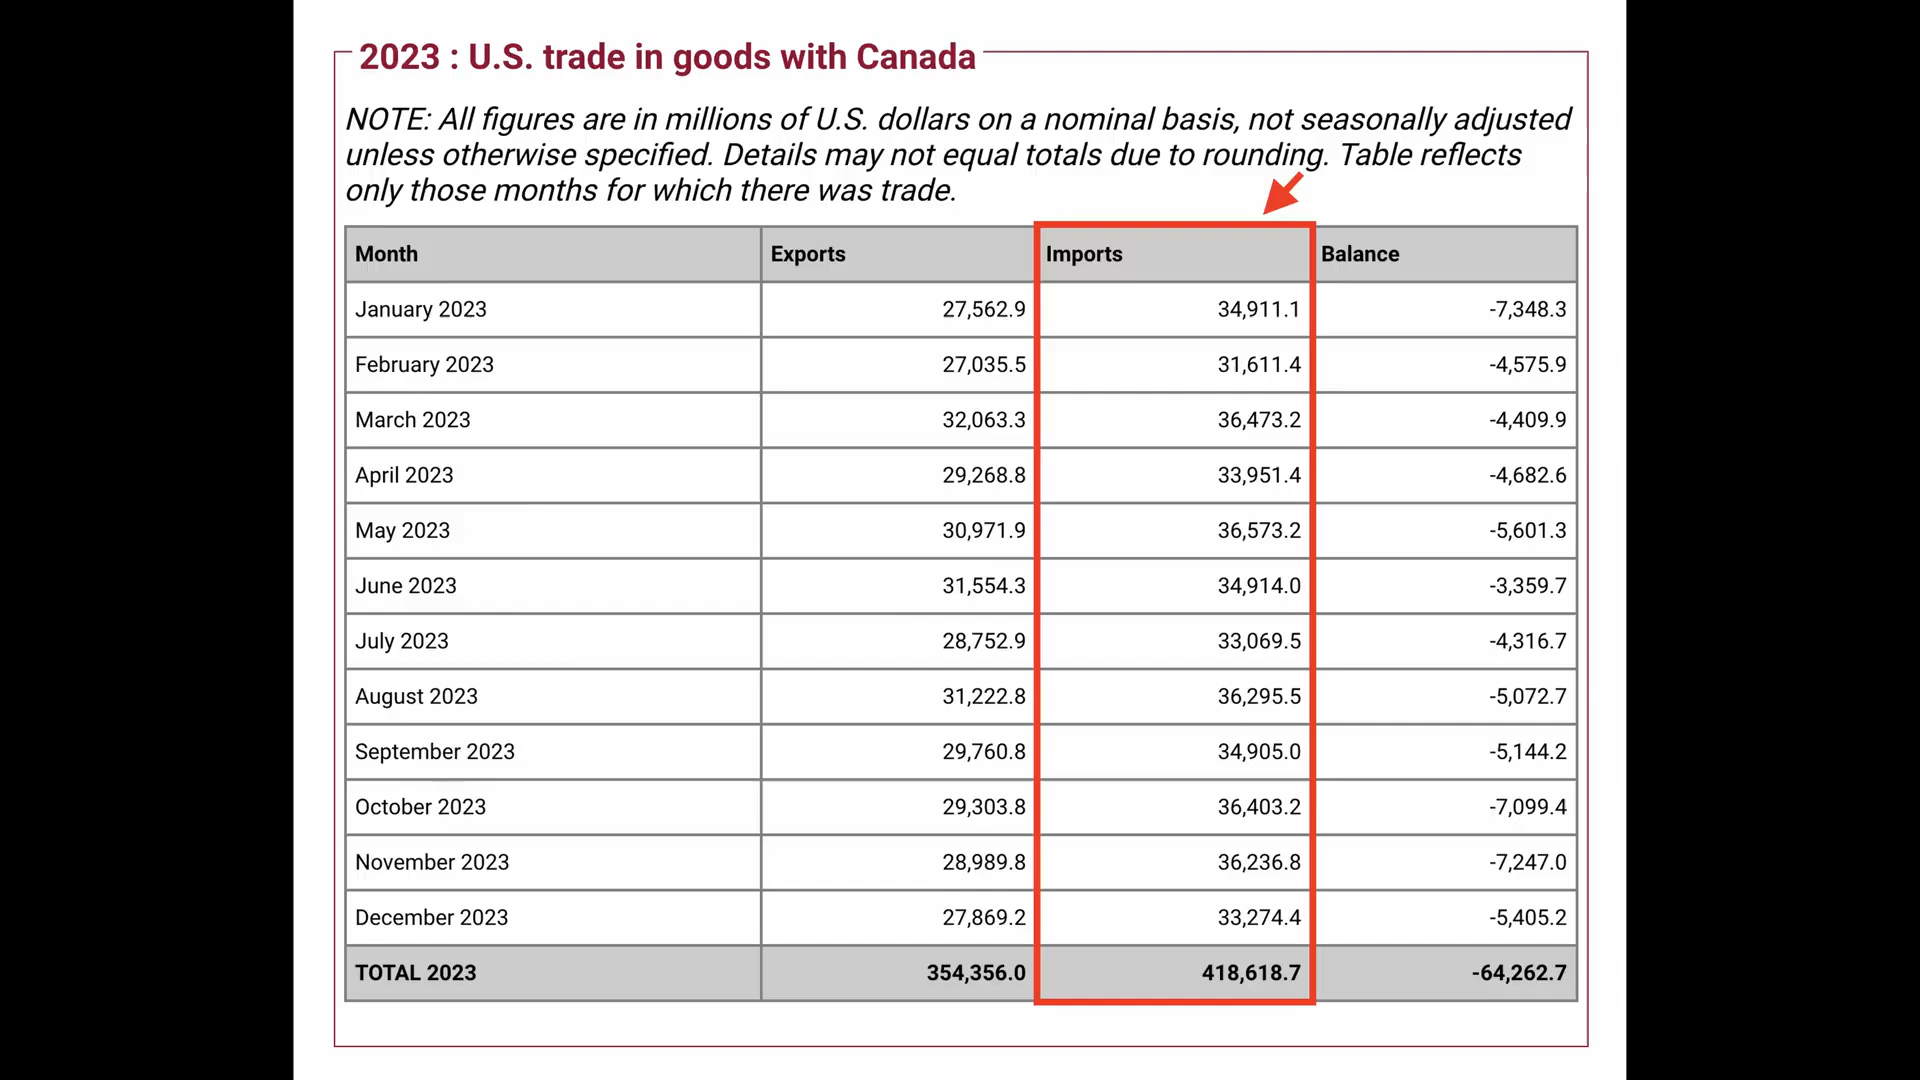 2023 : U.S. trade in goods with Canada
NOTE: All figures are in millions of U.S. dollars on a nominal basis, not seasonally adjusted
unless otherwise specified. Details may not equal totals due to rounding. Table reflects
only those months for which there was trade.
Month Exports Imports Balance
January 2023 27,562.9 34,911.1 -7,348.3
February 2023 27,035.5 31,611.4 -4,575.9
March 2023 32,063.3 36,473.2 -4,409.9
April 2023 29,268.8 33,951.4 -4,682.6
May 2023 30,971.9 36,573.2 -5,601.3
June 2023 31,554.3 34,914.0 -3,359.7
July 2023 28,752.9 33,069.5 -4,316.7
August 2023 31,222.8 36,295.5 -5,072.7
September 2023 29,760.8 34,905.0 -5,144.2
October 2023 29,303.8 36,403.2 -7,099.4
November 2023 28,989.8 36,236.8 -7,247.0
December 2023 27,869.2 33,274.4 -5,405.2
TOTAL 2023 354,356.0 418,618.7 -64,262.7